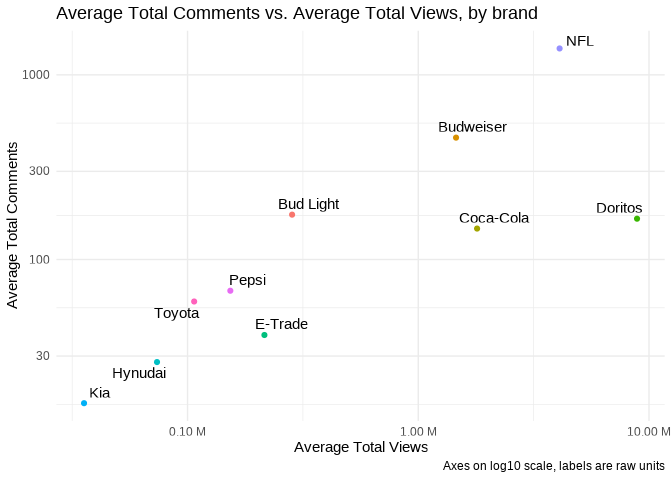 Average Total Comments vs. Average Total Views, by brand
NFL
1000
Budweiser
300
Bud Light
Doritos
Coca-Cola
100
Pepsi
Toyota
E-Trade
30
Hynudai
Kia
Average Total Comments
0.10 M
1.00 M
10.00 M
Average Total Views
Axes on log10 scale, labels are raw units